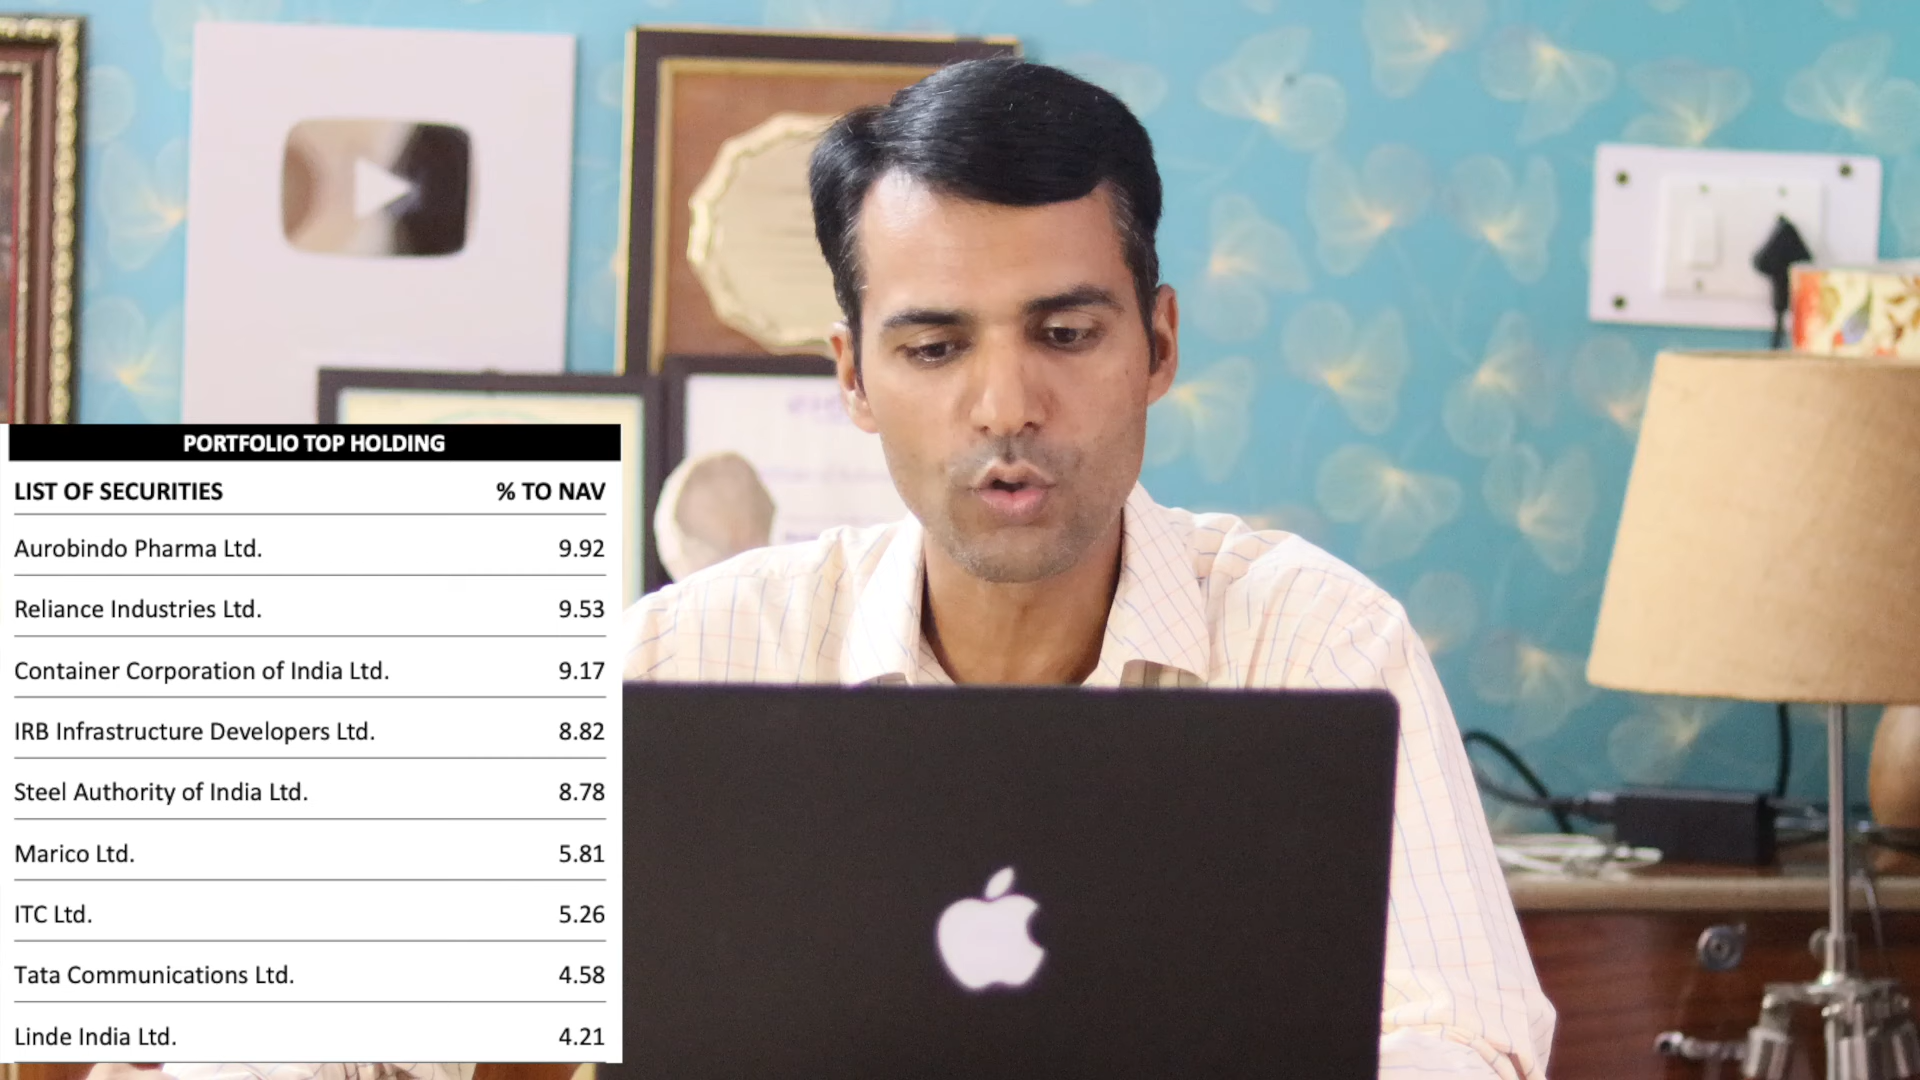 PORTFOLIO TOP HOLDING
LIST OF SECURITIES % TO NAV
Aurobindo Pharma Ltd. 9.92
Reliance Industries Ltd. 9.53
Container Corporation of India Ltd. 9.17
IRB Infrastructure Developers Ltd. 8.82
Steel Authority of India Ltd. 8.78
Marico Ltd. 5.81
ITC Ltd. 5.26
Tata Communications Ltd. 4.58
Linde India Ltd. 4.21